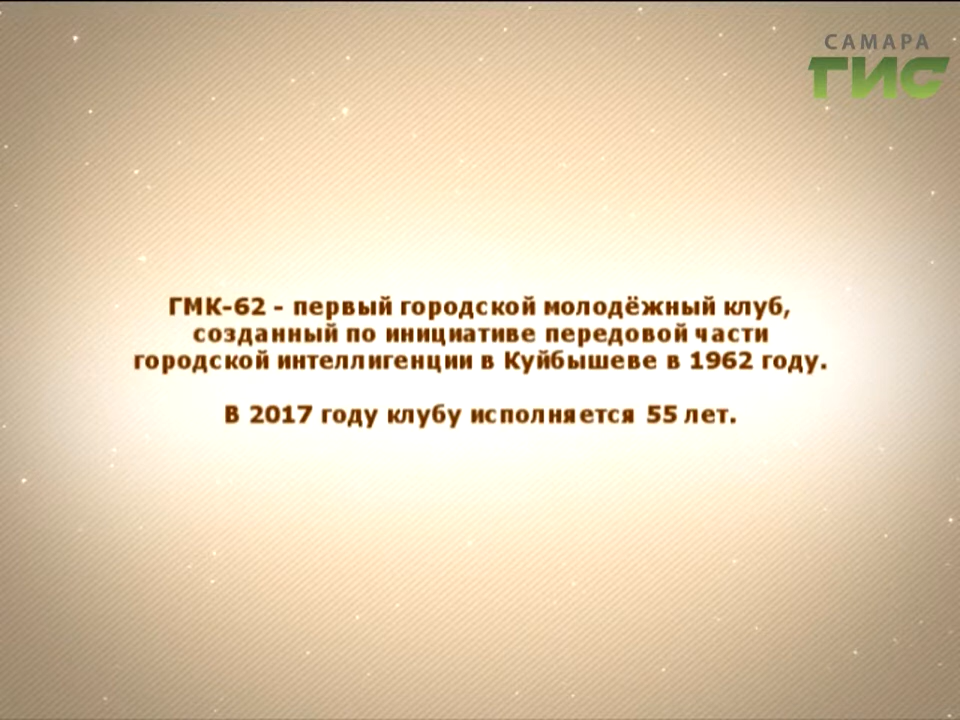 САМАРА
ГИС
ГМК-62 - первый городской молодёжный клуб,
созданный по инициативе передовой части
городской интеллигенции в Куйбышеве в 1962 году.
В 2017 году клубу исполняется 55 лет.